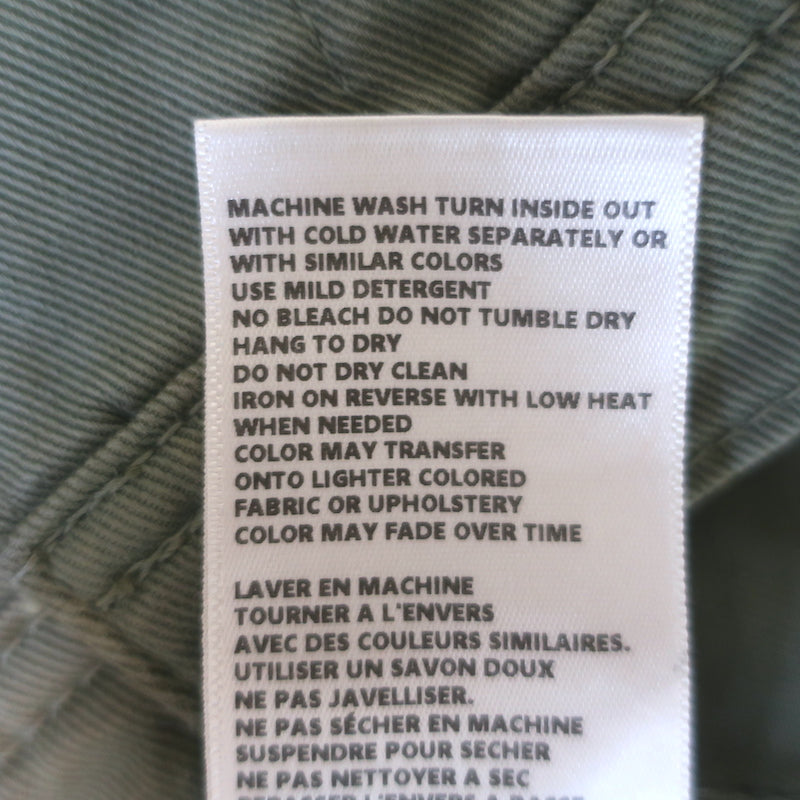 MACHINE WASH TURN INSIDE OUT
WITH COLD WATER SEPARATELY OR
WITH SIMILAR COLORS
USE MILD DETERGENT
NO BLEACH DO NOT TUMBLE DRY
HANG TO DRY
DO NOT DRY CLEAN
IRON ON REVERSE WITH LOW HEAT
WHEN NEEDED
COLOR MAY TRANSFER
ONTO LIGHTER COLORED
FABRIC OR UPHOLSTERY
COLOR MAY FADE OVER TIME
LAVER EN MACHINE
TOURNER A L'ENVERS
AVEC DES COULEURS SIMILAIRES.
UTILISER UN SAVON DOUX
NE PAS JAVELLISER.
NE PAS SÉCHER EN MACHINE
SUSPENDRE POUR SECHER
NE PAS NETTOYER A SEC